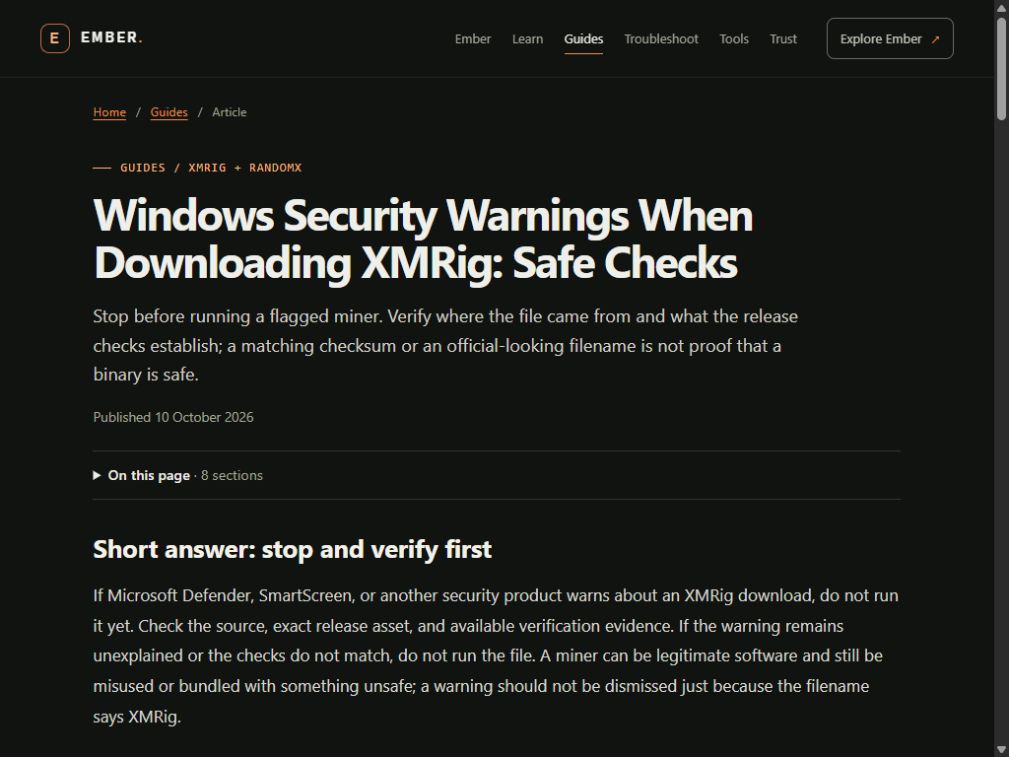 E EMBER.
Ember Learn Guides Troubleshoot Tools Trust Explore Ember ↗
Home / Guides / Article
GUIDES / XMRIG + RANDOMX
Windows Security Warnings When
Downloading XMRig: Safe Checks
Stop before running a flagged miner. Verify where the file came from and what the release
checks establish; a matching checksum or an official-looking filename is not proof that a
binary is safe.
Published 10 October 2026
On this page · 8 sections
Short answer: stop and verify first
If Microsoft Defender, SmartScreen, or another security product warns about an XMRig download, do not run
it yet. Check the source, exact release asset, and available verification evidence. If the warning remains
unexplained or the checks do not match, do not run the file. A miner can be legitimate software and still be
misused or bundled with something unsafe; a warning should not be dismissed just because the filename
says XMRig.